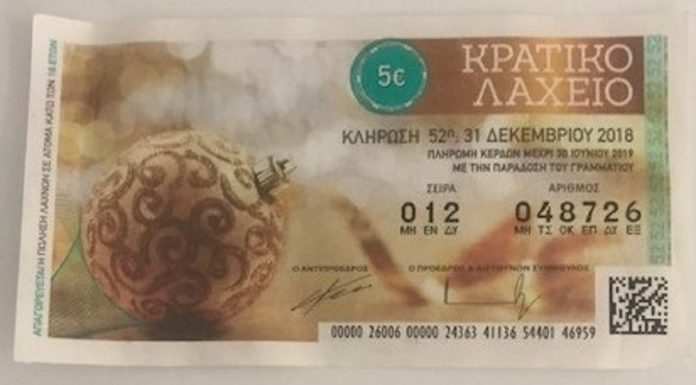 ΑΠΑΓΟΡΕΥΕΤΑΙ Η ΠΩΛΗΣΗ ΛΑΧΝΩΝ ΣΕ ΑΤΟΜΑ ΚΑΤΩ ΤΩΝ 18 ΕΤΩΝ
5€
ΚΡΑΤΙΚΟ
ΛΑΧΕΙΟ
ΚΛΗΡΩΣΗ 52η, 31 ΔΕΚΕΜΒΡΙΟΥ 2018
ΠΛΗΡΩΜΗ ΚΕΡΔΩΝ ΜΕΧΡΙ 30 ΙΟΥΝΙΟΥ 2019
ΜΕ ΤΗΝ ΠΑΡΑΔΟΣΗ ΤΟΥ ΓΡΑΜΜΑΤΙΟΥ
ΣΕΙΡΑ ΑΡΙΘΜΟΣ
012 048726
ΜΗ ΕΝ ΔΥ ΜΗ ΤΣ ΟΚ ΕΠ ΔΥ ΕΞ
Ο ΑΝΤΙΠΡΟΕΔΡΟΣ Ο ΠΡΟΕΔΡΟΣ & ΔΙΕΥΘΥΝΩΝ ΣΥΜΒΟΥΛΟΣ
00000 26006 00000 24363 41136 54401 46959